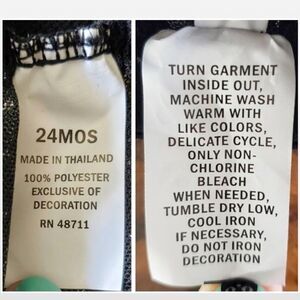 24MOS
MADE IN THAILAND
100% POLYESTER
EXCLUSIVE OF
DECORATION
RN 48711
TURN GARMENT
INSIDE OUT,
MACHINE WASH
WARM WITH
LIKE COLORS,
DELICATE CYCLE,
ONLY NON-
CHLORINE
BLEACH
WHEN NEEDED,
TUMBLE DRY LOW,
COOL IRON
IF NECESSARY,
DO NOT IRON
DECORATION